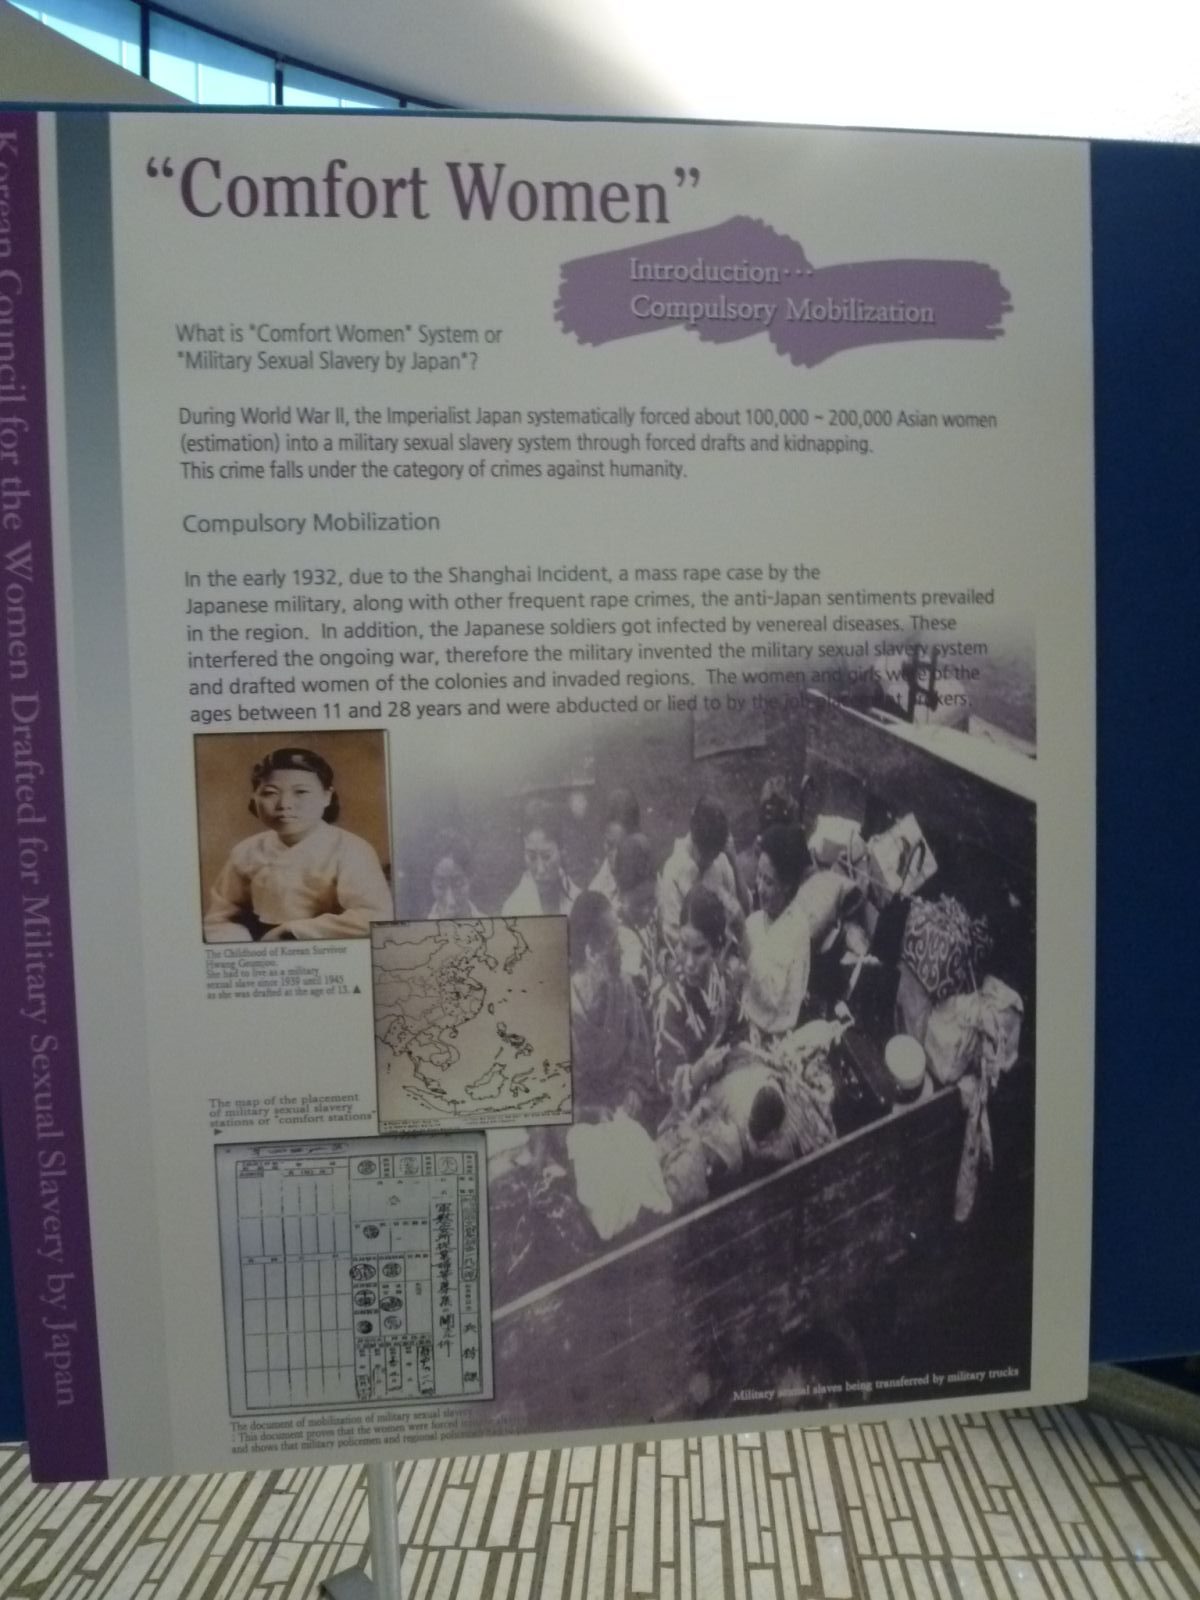 Korean Council for the Women Drafted for Military Sexual Slavery by Japan
“Comfort Women”
Introduction···
Compulsory Mobilization
What is "Comfort Women" System or
"Military Sexual Slavery by Japan"?
During World War II, the Imperialist Japan systematically forced about 100,000 ~ 200,000 Asian women
(estimation) into a military sexual slavery system through forced drafts and kidnapping.
This crime falls under the category of crimes against humanity.
Compulsory Mobilization
In the early 1932, due to the Shanghai Incident, a mass rape case by the
Japanese military, along with other frequent rape crimes, the anti-Japan sentiments prevailed
in the region. In addition, the Japanese soldiers got infected by venereal diseases. These
interfered the ongoing war, therefore the military invented the military sexual slavery system
and drafted women of the colonies and invaded regions. The women and girls were of the
ages between 11 and 28 years and were abducted or lied to by the job
The Childhood of Korean Survivor
Hwang Geumjoo.
She had to live as a military
sexual slave since 1939 until 1945
as she was drafted at the age of 13. ▲
The map of the placement
of military sexual slavery
stations or "comfort stations"
▶
Military sexual slaves being transferred by military trucks
The document of mobilization of military sexual
: This document proves that the women were forced
and shows that military policemen and regional